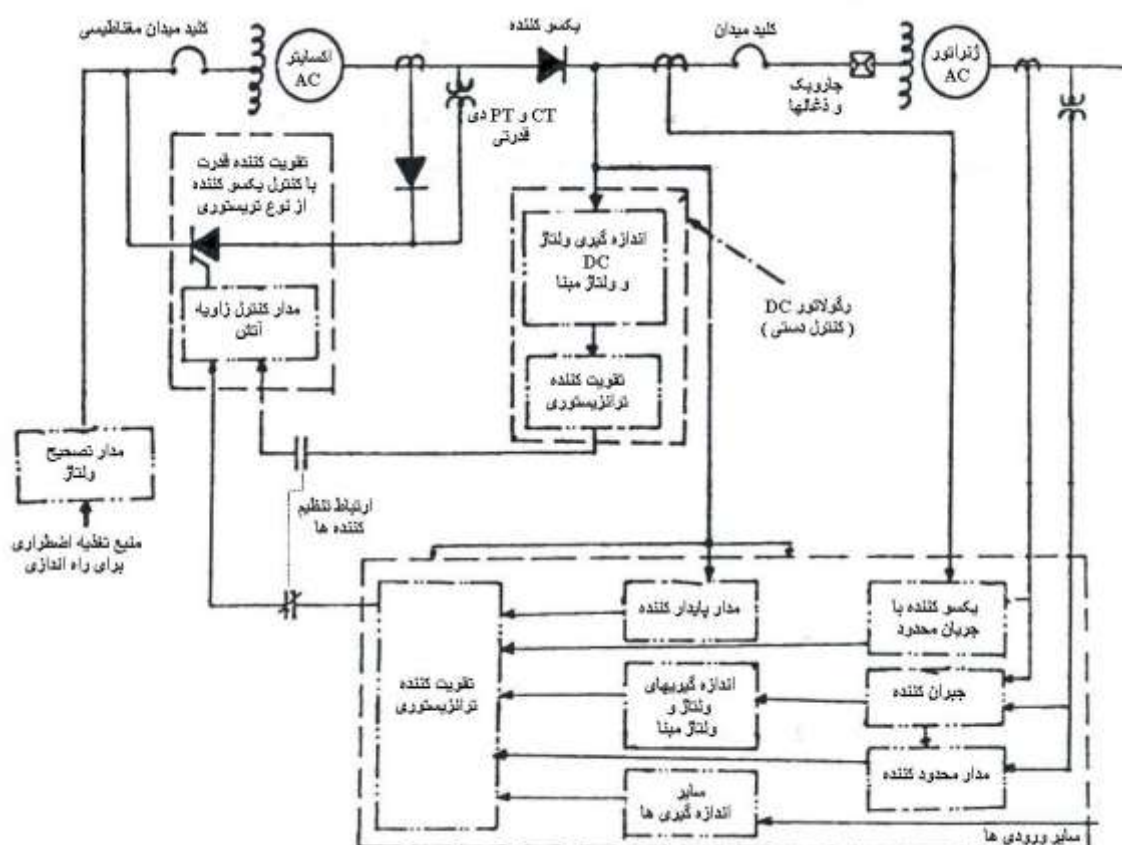 کلید میدان مغناطیسی
اکسایتر
AC
یکسو کننده
کلید میدان
ژنراتور
AC
جاروبک
و ذغالها
CT و PT دی
قدرتی
تقویت کننده قدرت
با کنترل یکسو کننده
از نوع تریستوری
مدار کنترل زاویه
آتش
اندازه گیری ولتاژ
DC
و ولتاژ مبنا
رگولاتور DC
( کنترل دستی )
تقویت کننده
ترانزیستوری
مدار تصحیح
ولتاژ
منبع تغذیه اضطراری
برای راه اندازی
ارتباط تنظیم
کننده ها
تقویت کننده
ترانزیستوری
مدار پایدار کننده
یکسو کننده با
جریان محدود
اندازه گیریهای
ولتاژ و
ولتاژ مبنا
جبران کننده
مدار محدود کننده
سایر
اندازه گیری ها
سایر ورودی ها